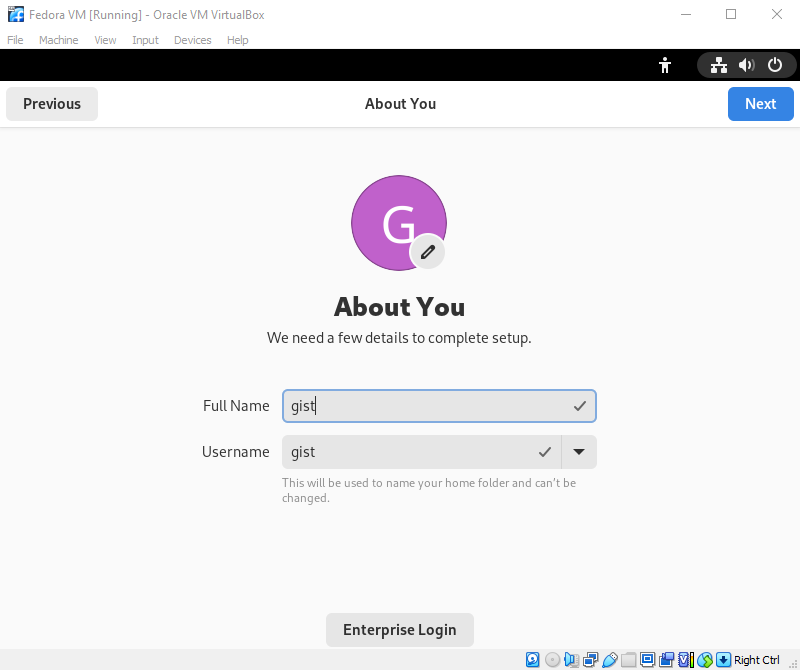 Fedora VM [Running] - Oracle VM VirtualBox
File Machine View Input Devices Help
Previous About You Next
G
About You
We need a few details to complete setup.
Full Name gist
Username gist
This will be used to name your home folder and can’t be
changed.
Enterprise Login
Right Ctrl